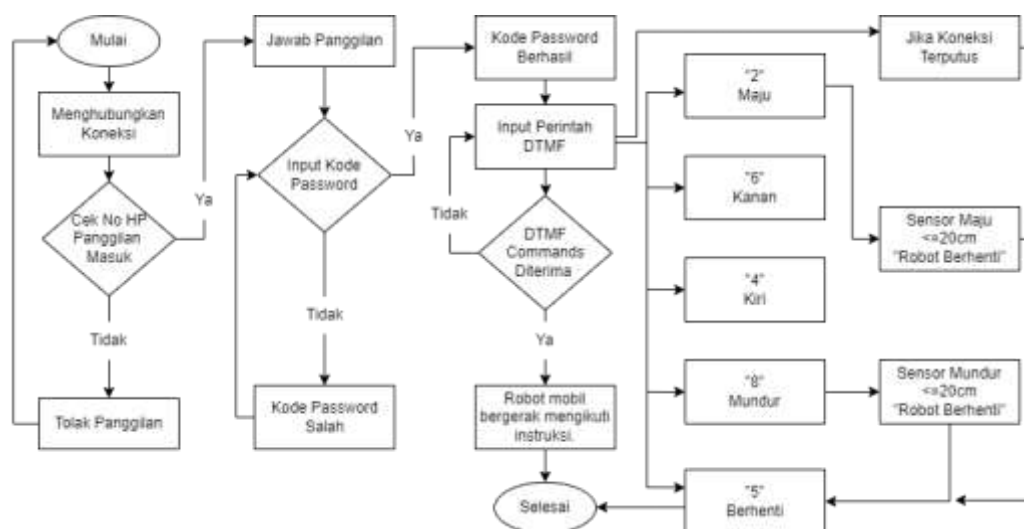 Mulai
Menghubungkan
Koneksi
Cek No HP
Panggilan
Masuk
Ya
Tidak
Tolak Panggilan
Jawab Panggilan
Input Kode
Password
Ya
Tidak
Kode Password
Salah
Kode Password
Berhasil
Input Perintah
DTMF
Tidak
DTMF
Commands
Diterima
Ya
Robot mobil
bergerak mengikuti
instruksi.
Selesai
"2"
Maju
"6"
Kanan
"4"
Kiri
"8"
Mundur
"5"
Berhenti
Jika Koneksi
Terputus
Sensor Maju
<=20cm
"Robot Berhenti"
Sensor Mundur
<=20cm
"Robot Berhenti"